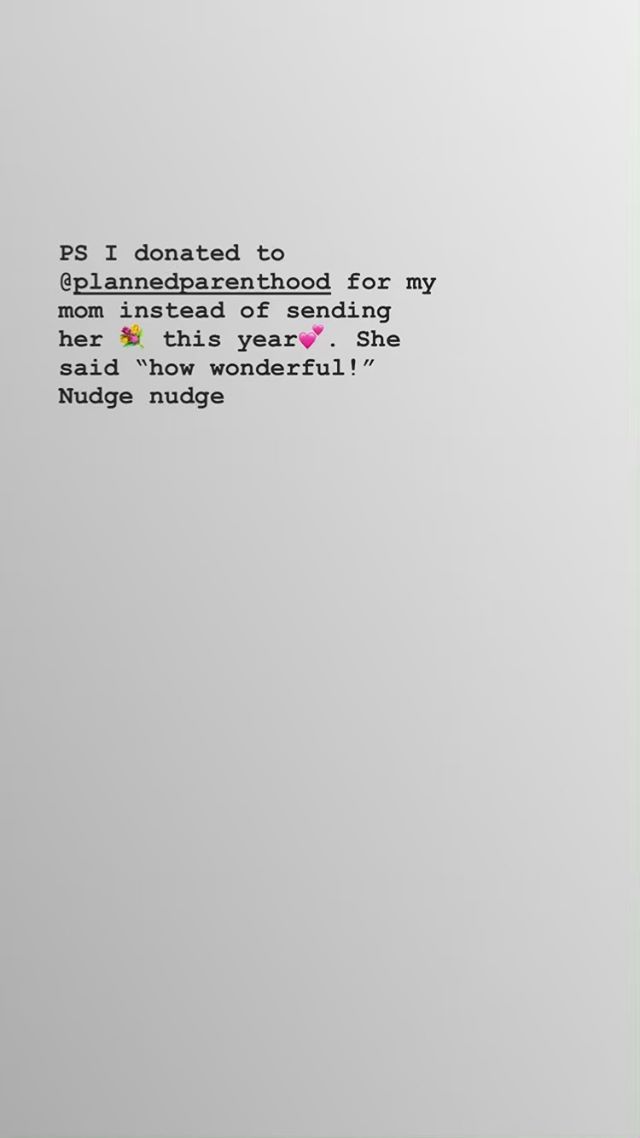 PS I donated to
@plannedparenthood for my
mom instead of sending
her 💐 this year💕. She
said “how wonderful!”
Nudge nudge